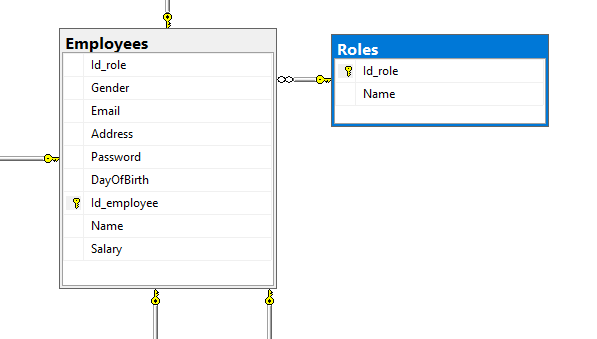 Employees
Id_role
Gender
Email
Address
Password
DayOfBirth
Id_employee
Name
Salary
Roles
Id_role
Name